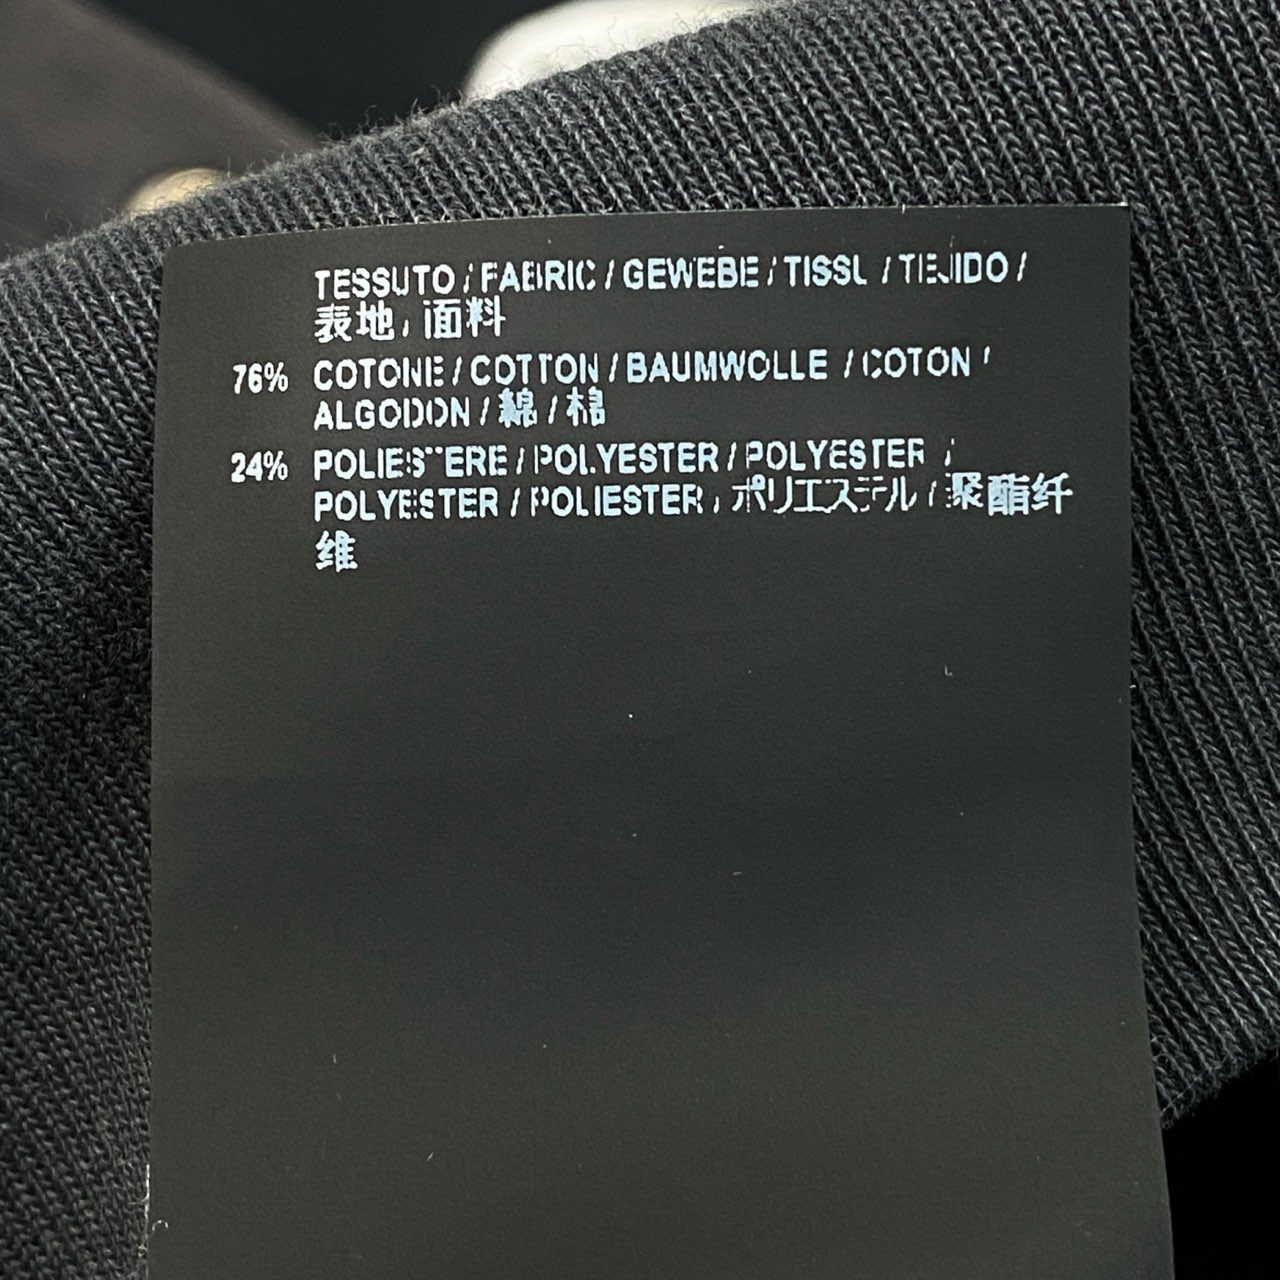 TESSUTO / FABRIC / GEWEBE / TISSU / TEJIDO /
表地 / 面料
76% COTONE / COTTON / BAUMWOLLE / COTON /
ALGODON / 綿 / 棉
24% POLIESTERE / POLYESTER / POLYESTER /
POLYESTER / POLIESTER / ポリエステル / 聚酯纤
维